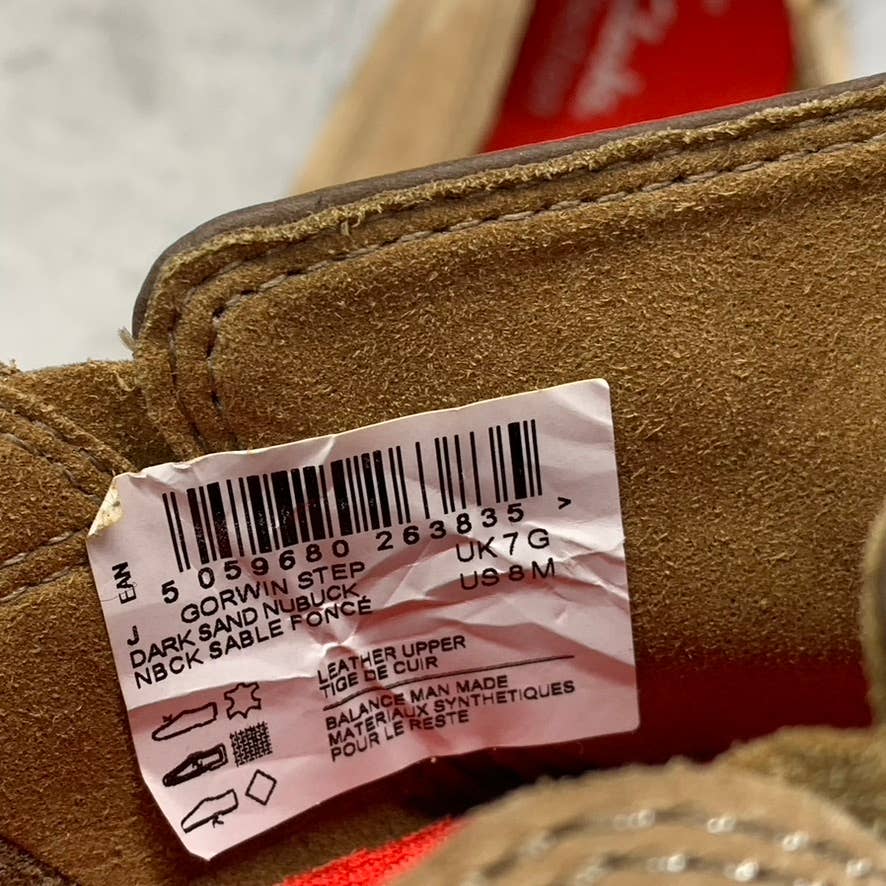 Clarks
EAN
5 059680 263835 >
J. GORWIN STEP UK 7 G
DARK SAND NUBUCK, US 8 M
NBCK SABLE FONCÉ
LEATHER UPPER
TIGE DE CUIR
BALANCE MAN MADE
MATERIAUX SYNTHETIQUES
POUR LE RESTE